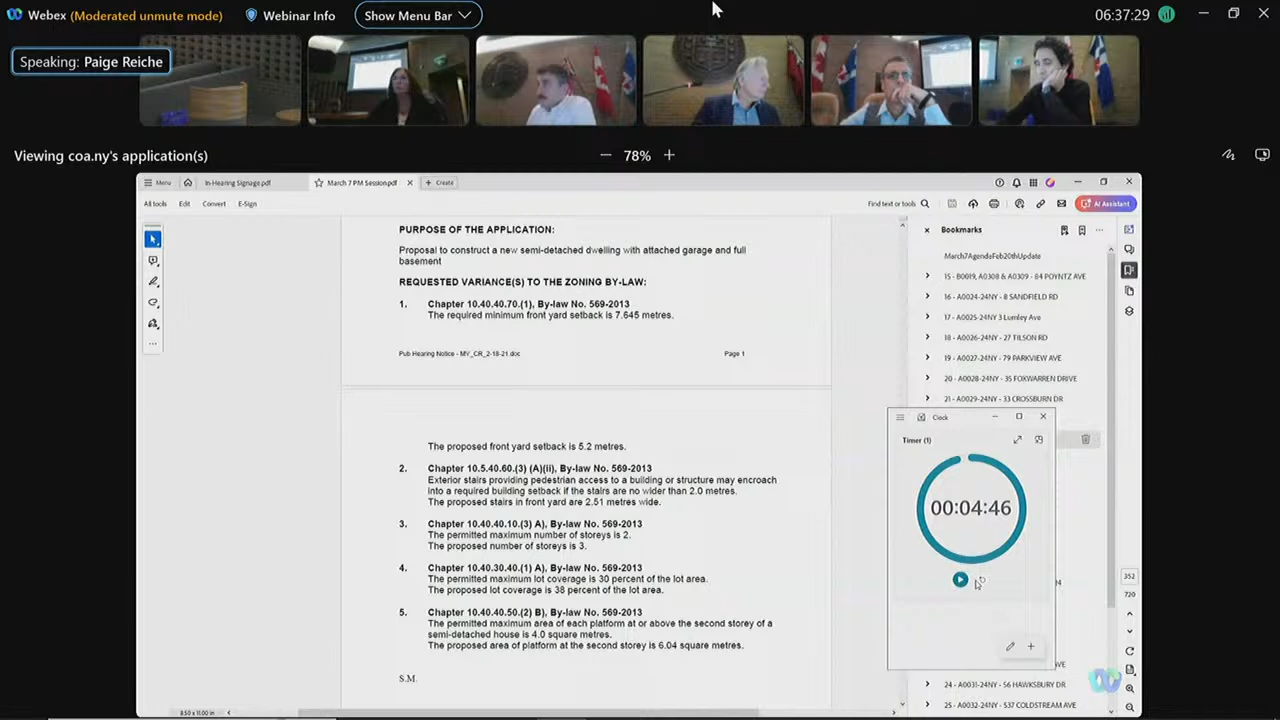 Webex (Moderated unmute mode) Webinar Info Show Menu Bar 06:37:29
Speaking: Paige Reiche
Viewing coa.ny's application(s) 78%
Menu In-Hearing Signage.pdf March 7 PM Session.pdf Create
All tools Edit Convert E-Sign Find text or tools AI Assistant
PURPOSE OF THE APPLICATION:
Proposal to construct a new semi-detached dwelling with attached garage and full
basement
REQUESTED VARIANCE(S) TO THE ZONING BY-LAW:
1. Chapter 10.40.40.70.(1), By-law No. 569-2013
The required minimum front yard setback is 7.645 metres.
Pub Hearing Notice - MV_CR_2-18-21.doc Page 1
The proposed front yard setback is 5.2 metres.
2. Chapter 10.5.40.60.(3) (A)(ii), By-law No. 569-2013
Exterior stairs providing pedestrian access to a building or structure may encroach
into a required building setback if the stairs are no wider than 2.0 metres.
The proposed stairs in front yard are 2.51 metres wide.
3. Chapter 10.40.40.10.(3) A), By-law No. 569-2013
The permitted maximum number of storeys is 2.
The proposed number of storeys is 3.
4. Chapter 10.40.30.40.(1) A), By-law No. 569-2013
The permitted maximum lot coverage is 30 percent of the lot area.
The proposed lot coverage is 38 percent of the lot area.
5. Chapter 10.40.40.50.(2) B), By-law No. 569-2013
The permitted maximum area of each platform at or above the second storey of a
semi-detached house is 4.0 square metres.
The proposed area of platform at the second storey is 6.04 square metres.
S.M.
8.50 x 11.00 in
Bookmarks
March7AgendaFeb20thUpdate
15 - B0019, A0308 & A0309 - 84 POYNTZ AVE
16 - A0024-24NY - 8 SANDFIELD RD
17 - A0025-24NY 3 Lumley Ave
18 - A0026-24NY - 27 TILSON RD
19 - A0027-24NY - 79 PARKVIEW AVE
20 - A0028-24NY - 35 FOXWARREN DRIVE
21 - A0029-24NY - 33 CROSSBURN DR
Clock
Timer (1)
00:04:46
24 - A0031-24NY - 56 HAWKSBURY DR
25 - A0032-24NY - 537 COLDSTREAM AVE
352
720